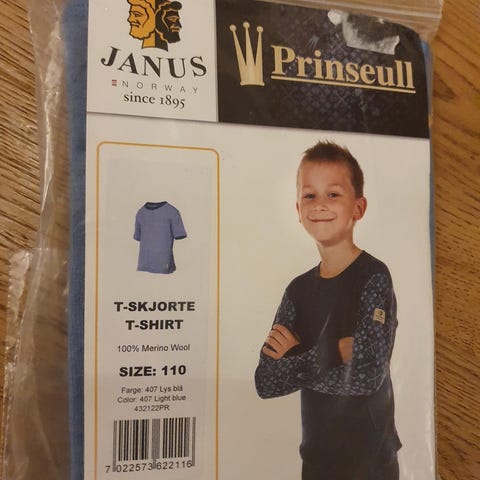 JANUS
NORWAY
since 1895
Prinseull
T-SKJORTE
T-SHIRT
100% Merino Wool
SIZE: 110
Farge: 407 Lys blå
Color: 407 Light blue
432122PR
7 022573 622116